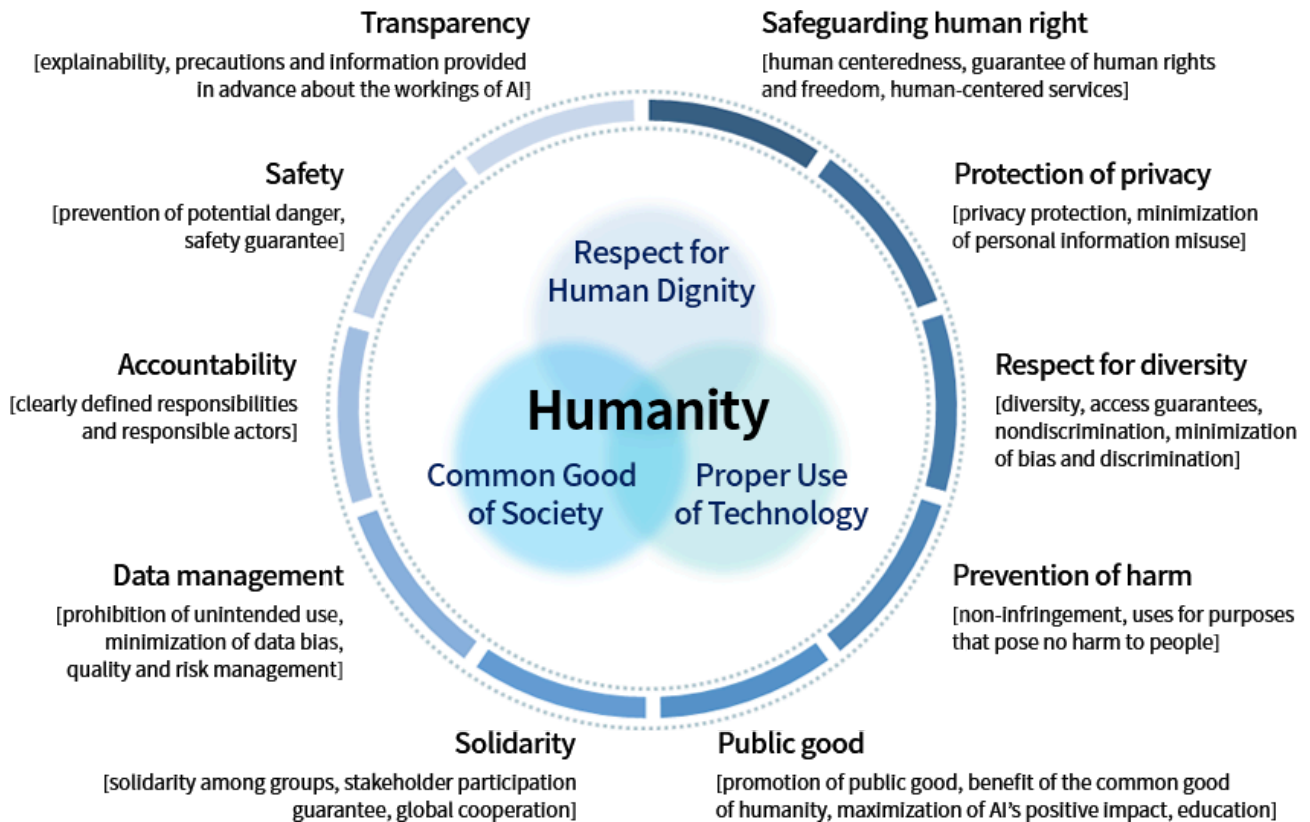 Transparency
[explainability, precautions and information provided
in advance about the workings of AI]
Safeguarding human right
[human centeredness, guarantee of human rights
and freedom, human-centered services]
Safety
[prevention of potential danger,
safety guarantee]
Protection of privacy
[privacy protection, minimization
of personal information misuse]
Respect for
Human Dignity
Accountability
[clearly defined responsibilities
and responsible actors]
Humanity
Common Good
of Society
Proper Use
of Technology
Respect for diversity
[diversity, access guarantees,
nondiscrimination, minimization
of bias and discrimination]
Data management
[prohibition of unintended use,
minimization of data bias,
quality and risk management]
Prevention of harm
[non-infringement, uses for purposes
that pose no harm to people]
Solidarity
[solidarity among groups, stakeholder participation
guarantee, global cooperation]
Public good
[promotion of public good, benefit of the common good
of humanity, maximization of AI's positive impact, education]